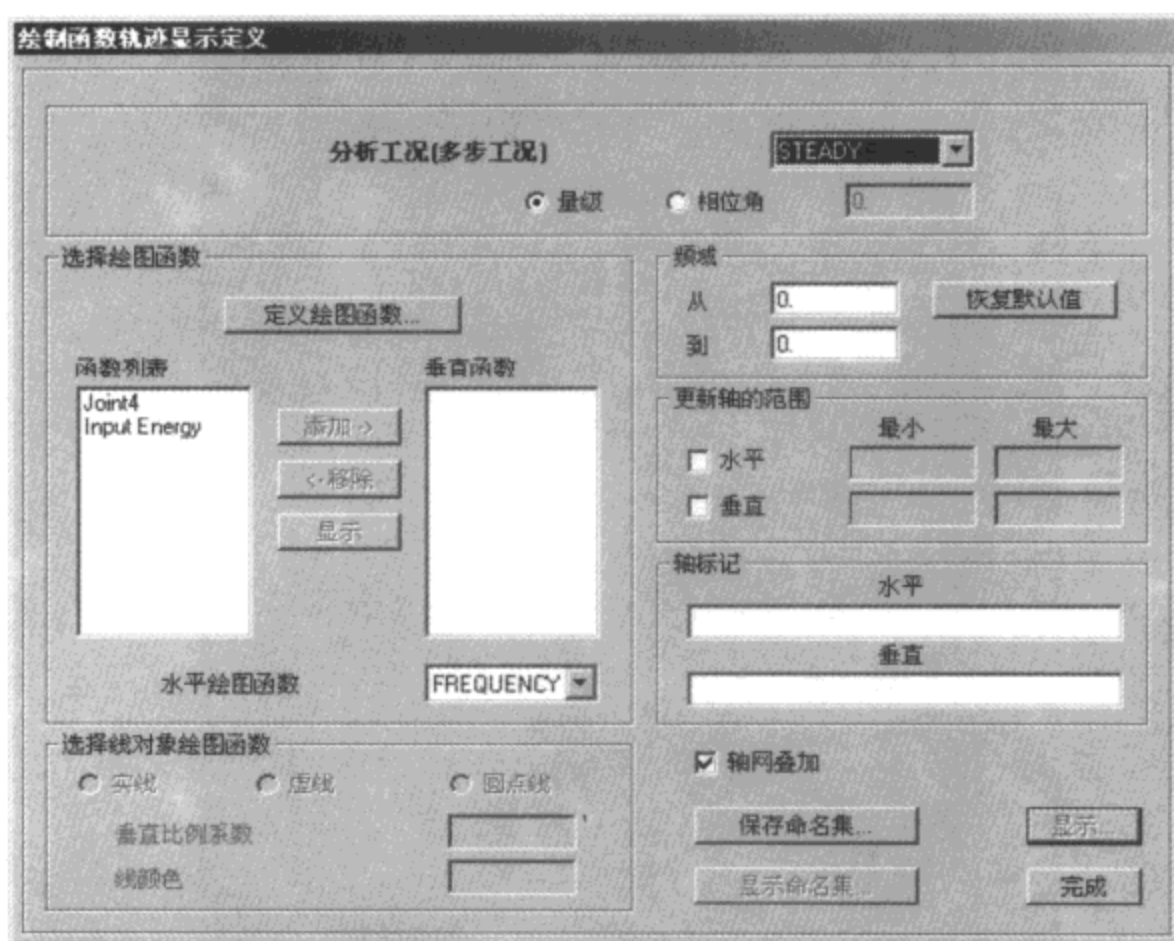 绘制函数轨迹显示定义
分析工况(多步工况)
STEADY
量级
相位角
0.
选择绘图函数
定义绘图函数...
函数列表
垂直函数
Joint4
Input Energy
添加->
<-移除
显示
水平绘图函数
FREQUENCY
选择线对象绘图函数
实线
虚线
圆点线
垂直比例系数
线颜色
频域
从
0.
恢复默认值
到
0.
更新轴的范围
最小
最大
水平
垂直
轴标记
水平
垂直
轴网叠加
保存命名集...
显示...
显示命名集...
完成